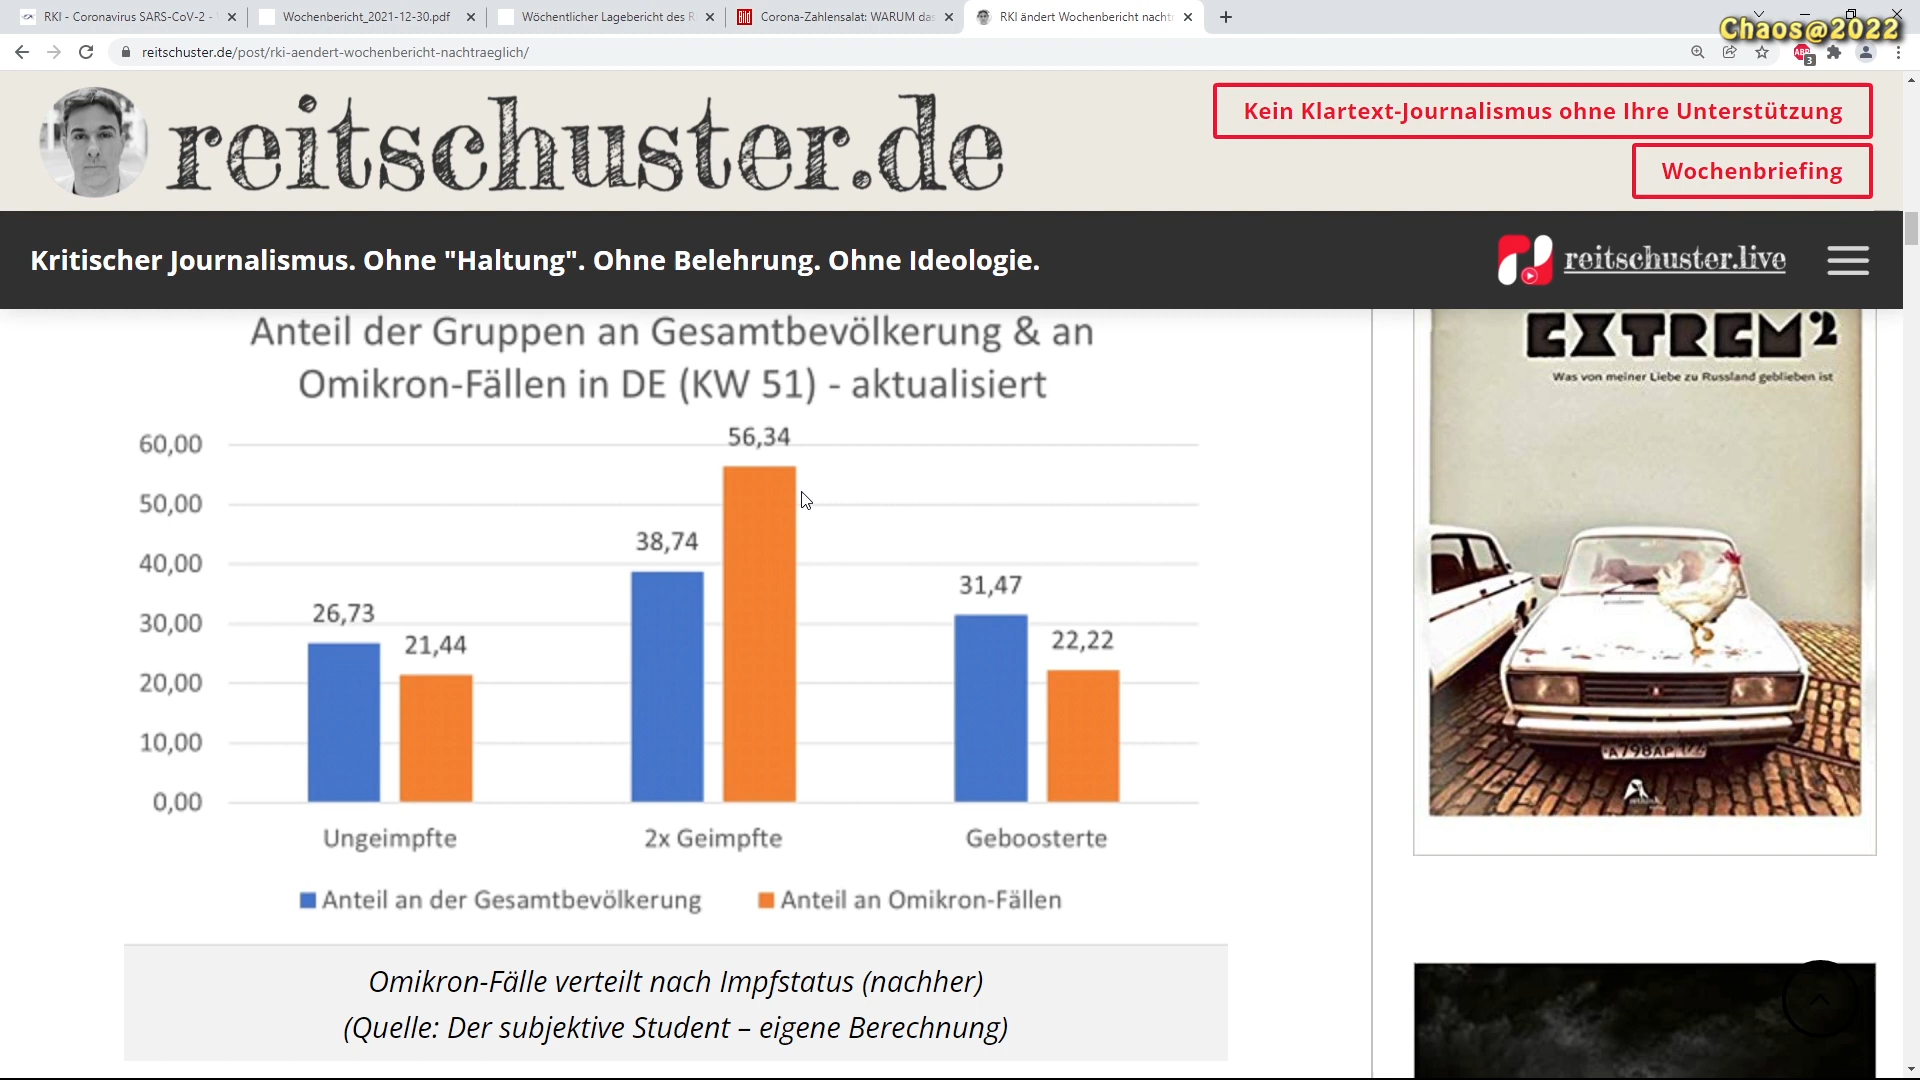 RKI - Coronavirus SARS-CoV-2 -
Wochenbericht_2021-12-30.pdf
Wöchentlicher Lagebericht des R
Bild
Corona-Zahlensalat: WARUM das
RKI ändert Wochenbericht nachtr
Chaos@2022
reitschuster.de/post/rki-aendert-wochenbericht-nachtraeglich/
ABP
3
reitschuster.de
Kein Klartext-Journalismus ohne Ihre Unterstützung
Wochenbriefing
Kritischer Journalismus. Ohne "Haltung". Ohne Belehrung. Ohne Ideologie.
reitschuster.live
Anteil der Gruppen an Gesamtbevölkerung & an
Omikron-Fällen in DE (KW 51) - aktualisiert
60,00
50,00
40,00
30,00
20,00
10,00
0,00
26,73
21,44
38,74
56,34
31,47
22,22
Ungeimpfte
2x Geimpfte
Geboosterte
Anteil an der Gesamtbevölkerung
Anteil an Omikron-Fällen
Omikron-Fälle verteilt nach Impfstatus (nachher)
(Quelle: Der subjektive Student – eigene Berechnung)
EXTREM²
Was von meiner Liebe zu Russland geblieben ist
A798AP